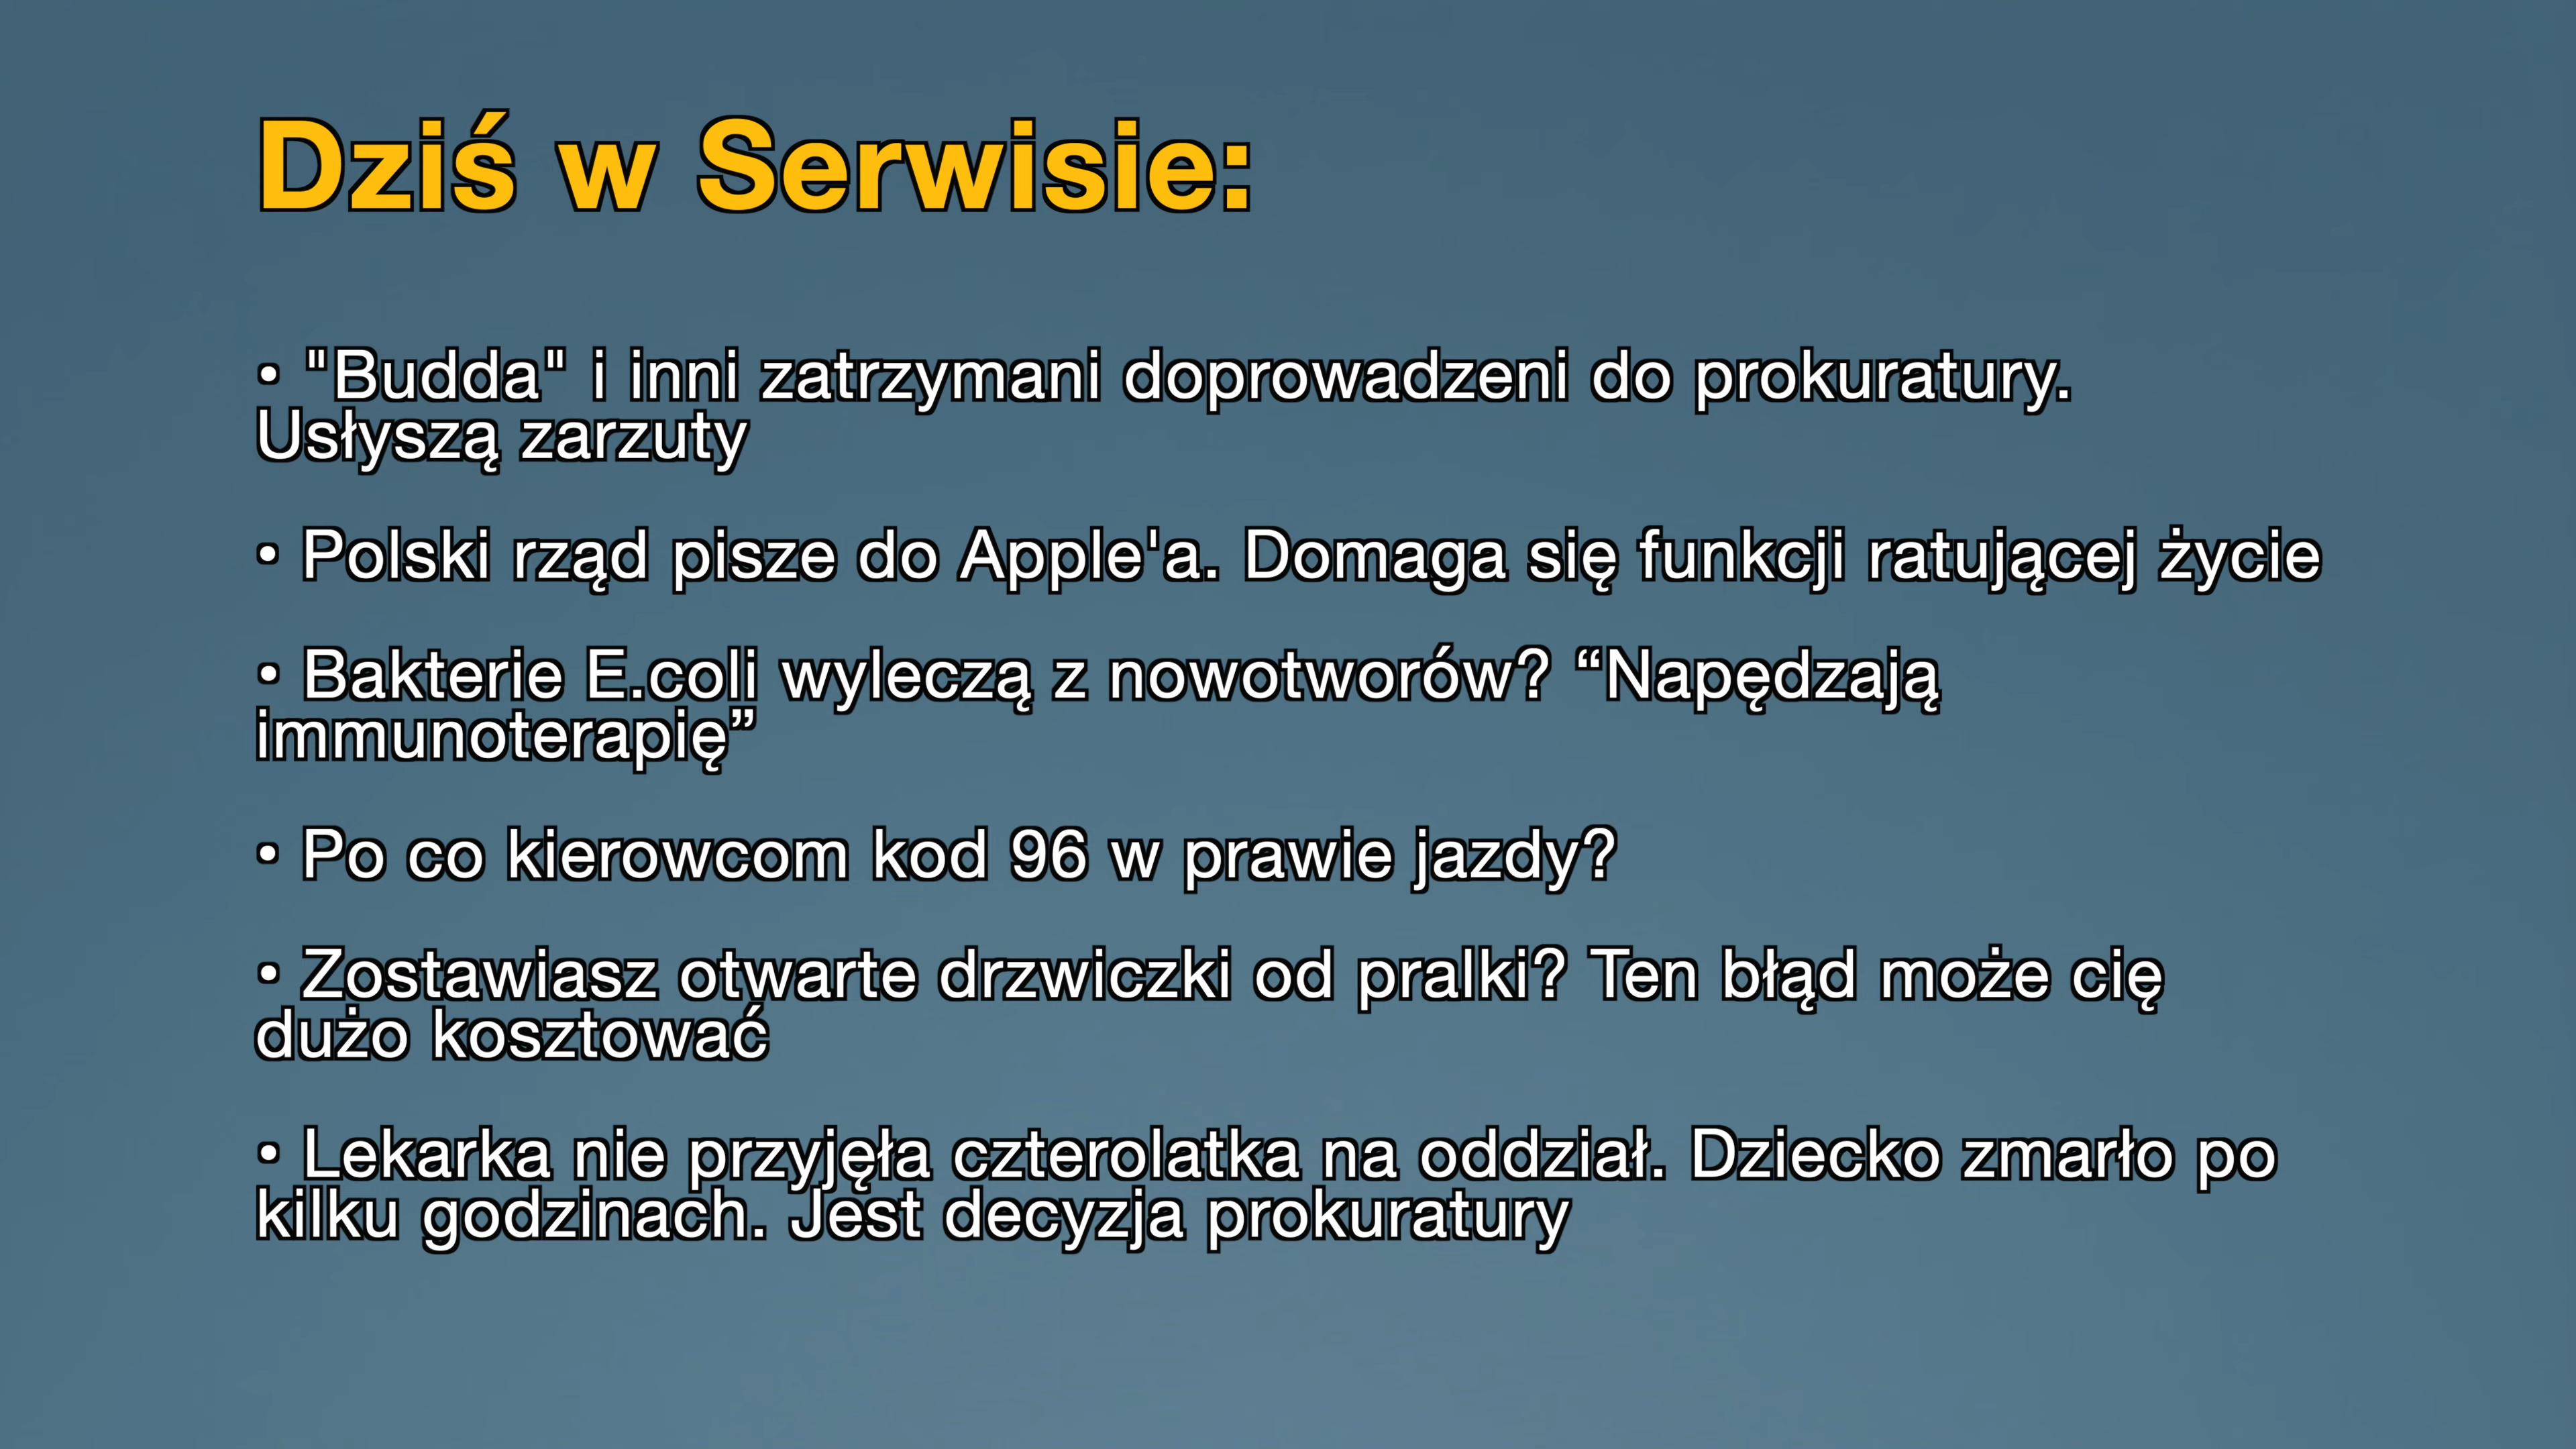 Dziś w Serwisie:
• "Budda" i inni zatrzymani doprowadzeni do prokuratury.
Usłyszą zarzuty
• Polski rząd pisze do Apple'a. Domaga się funkcji ratującej życie
• Bakterie E.coli wyleczą z nowotworów? “Napędzają
immunoterapię”
• Po co kierowcom kod 96 w prawie jazdy?
• Zostawiasz otwarte drzwiczki od pralki? Ten błąd może cię
dużo kosztować
• Lekarka nie przyjęła czterolatka na oddział. Dziecko zmarło po
kilku godzinach. Jest decyzja prokuratury